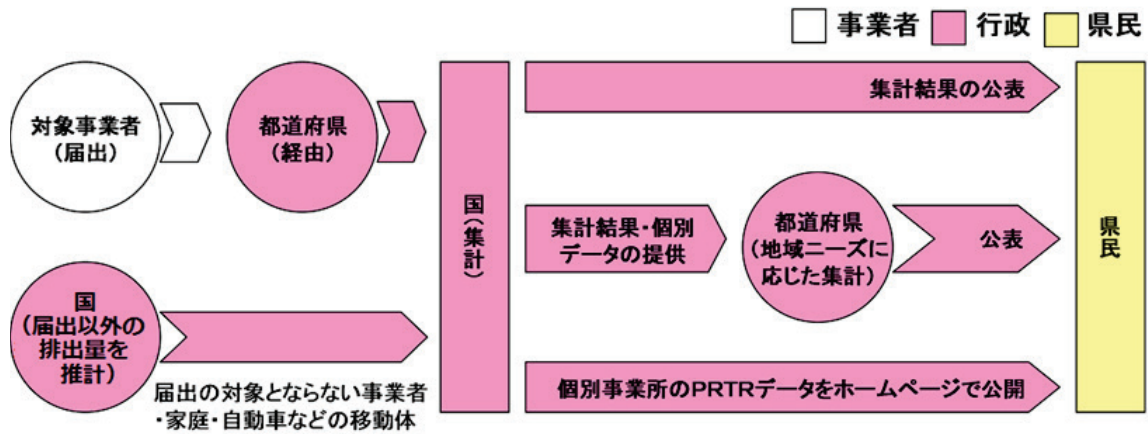 事業者 行政 県民
対象事業者
（届出）
都道府県
（経由）
国
（届出以外の
排出量を
推計）
届出の対象とならない事業者
・家庭・自動車などの移動体
国（集計）
集計結果の公表
集計結果・個別
データの提供
都道府県
（地域ニーズに
応じた集計）
公表
個別事業所のPRTRデータをホームページで公開
県民